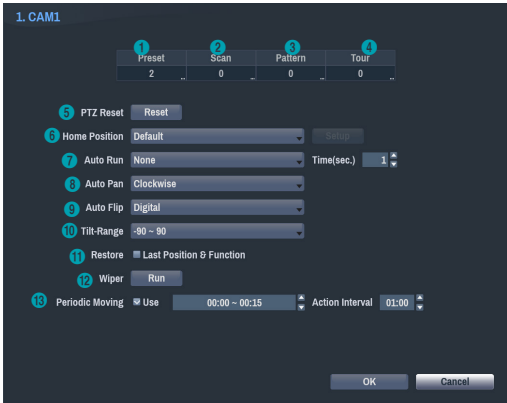 1. CAM1
1 2 3 4
Preset Scan Pattern Tour
2 ... 0 ... 0 ... 0 ...
5 PTZ Reset Reset
6 Home Position Default Setup
7 Auto Run None Time(sec.) 1
8 Auto Pan Clockwise
9 Auto Flip Digital
10 Tilt-Range -90 ~ 90
11 Restore Last Position & Function
12 Wiper Run
13 Periodic Moving Use 00:00 ~ 00:15 Action Interval 01:00
OK Cancel